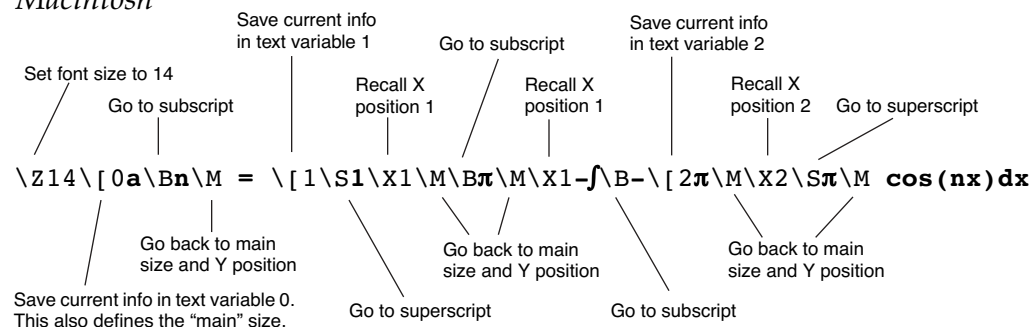 Macintosh
Save current info
in text variable 1
Go to subscript
Save current info
in text variable 2
Set font size to 14
Go to subscript
Recall X
position 1
Recall X
position 1
Recall X
position 2
Go to superscript
\Z14\[0a\Bn\M = \[1\S1\X1\M\Bπ\M\X1-∫\B-\[2π\M\X2\Sπ\M cos(nx)dx
Go back to main
size and Y position
Go back to main
size and Y position
Go back to main
size and Y position
Save current info in text variable 0.
This also defines the “main” size.
Go to superscript
Go to subscript